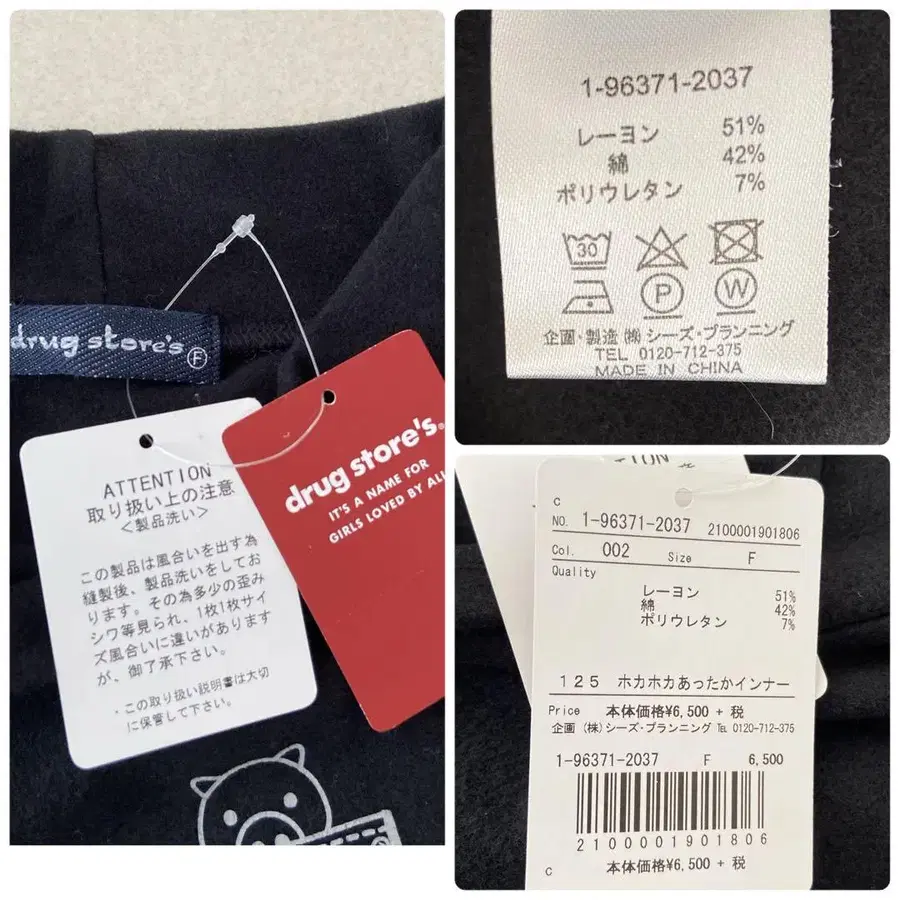 drug store's F
ATTENTION
取り扱い上の注意
<製品洗い>
この製品は風合いを出す為
縫製後、製品洗いをしてお
ります。その為多少の歪み
シワ等見られ、1枚1枚サイ
ズ風合いに違いがあります
が、御了承下さい。
・この取り扱い説明書は大切
に保管して下さい。
drug store's®
IT'S A NAME FOR
GIRLS LOVED BY ALL
1-96371-2037
レーヨン 51%
綿 42%
ポリウレタン 7%
30
P W
企画・製造 ㈱ シーズ・プランニング
TEL 0120-712-375
MADE IN CHINA
C
NO. 1-96371-2037 2100001901806
Col. 002 Size F
Quality
レーヨン 51%
綿 42%
ポリウレタン 7%
125 ホカホカあったかインナー
Price 本体価格¥6,500 + 税
企画 (株)シーズ・プランニング ℡ 0120-712-375
1-96371-2037 F 6,500
2100001901806
本体価格¥6,500 + 税
C